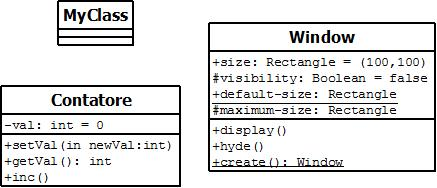 MyClass
Contatore
-val: int = 0
+setVal(in newVal:int)
+getVal(): int
+inc()
Window
+size: Rectangle = (100,100)
#visibility: Boolean = false
+default-size: Rectangle
#maximum-size: Rectangle
+display()
+hyde()
+create(): Window